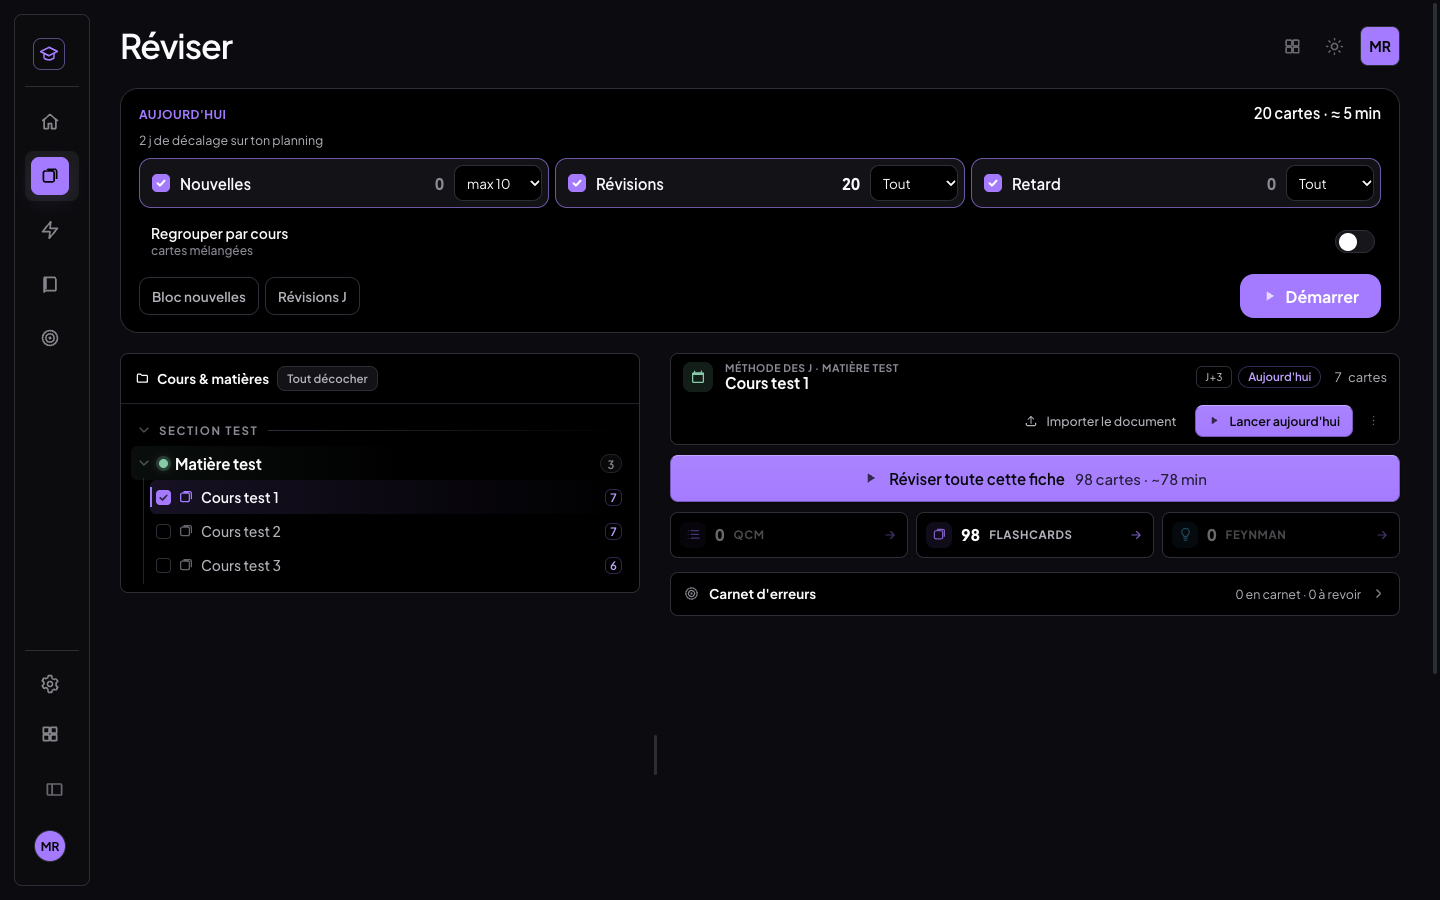 Réviser
MR
AUJOURD'HUI
20 cartes · ≈ 5 min
2 j de décalage sur ton planning
Nouvelles 0 max 10
Révisions 20 Tout
Retard 0 Tout
Regrouper par cours
cartes mélangées
Bloc nouvelles
Révisions J
Démarrer
Cours & matières
Tout décocher
SECTION TEST
Matière test 3
Cours test 1 7
Cours test 2 7
Cours test 3 6
MÉTHODE DES J · MATIÈRE TEST
Cours test 1
J+3
Aujourd'hui
7 cartes
Importer le document
Lancer aujourd'hui
Réviser toute cette fiche 98 cartes · ~78 min
0 QCM
98 FLASHCARDS
0 FEYNMAN
Carnet d'erreurs
0 en carnet · 0 à revoir
MR